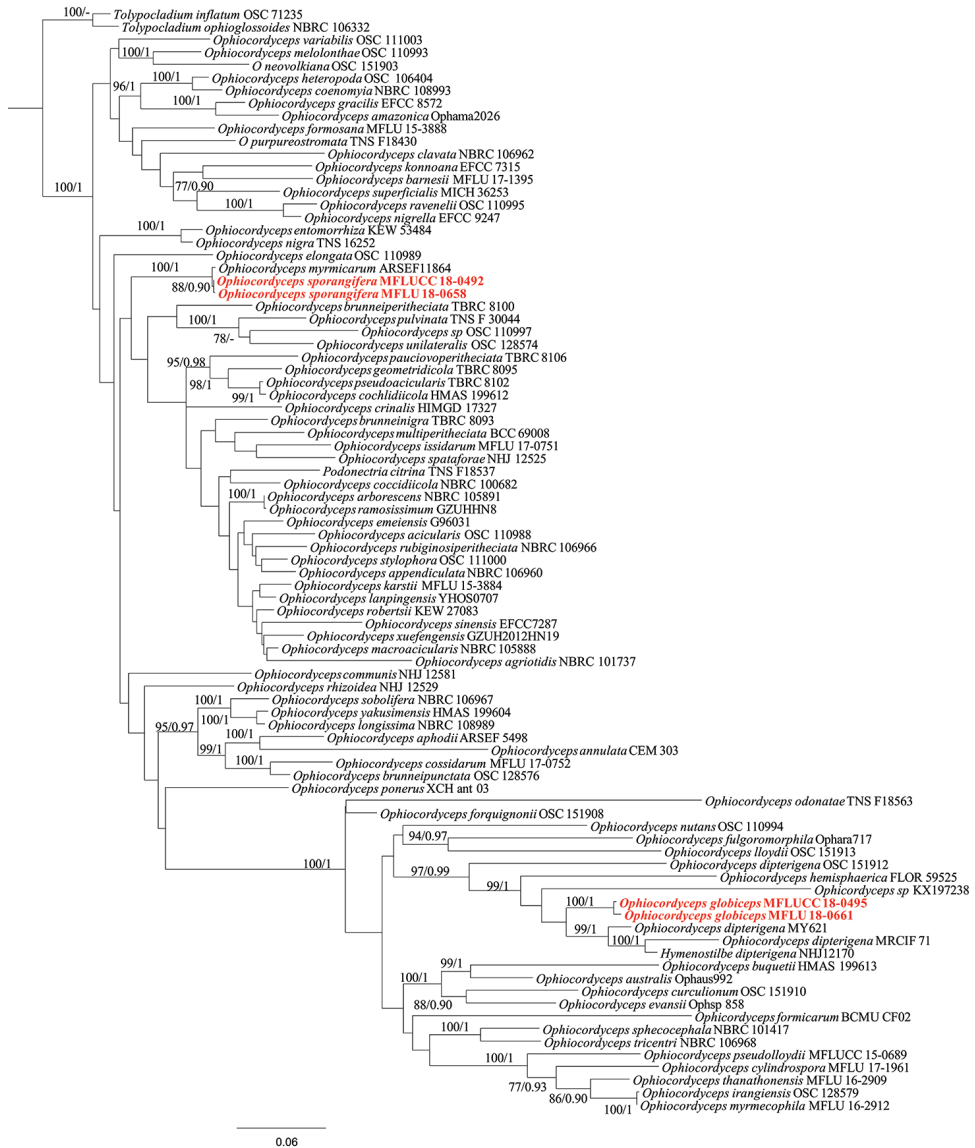 100/-
Tolypocladium inflatum OSC 71235
Tolypocladium ophioglossoides NBRC 106332
Ophiocordyceps variabilis OSC 111003
100/1
Ophiocordyceps melolonthae OSC 110993
O neovolkiana OSC 151903
96/1
100/1
Ophiocordyceps heteropoda OSC 106404
Ophiocordyceps coenomyia NBRC 108993
100/1
Ophiocordyceps gracilis EFCC 8572
Ophiocordyceps amazonica Ophama2026
Ophiocordyceps formosana MFLU 15-3888
O purpureostromata TNS F18430
Ophiocordyceps clavata NBRC 106962
Ophiocordyceps konnoana EFCC 7315
Ophiocordyceps barnesii MFLU 17-1395
100/1
77/0.90
Ophiocordyceps superficialis MICH 36253
100/1
Ophiocordyceps ravenelii OSC 110995
Ophiocordyceps nigrella EFCC 9247
100/1
Ophiocordyceps entomorrhiza KEW 53484
Ophiocordyceps nigra TNS 16252
Ophiocordyceps elongata OSC 110989
100/1
Ophiocordyceps myrmicarum ARSEF11864
88/0.90
Ophiocordyceps sporangifera MFLUCC 18-0492
Ophiocordyceps sporangifera MFLU 18-0658
Ophiocordyceps brunneiperitheciata TBRC 8100
100/1
Ophiocordyceps pulvinata TNS F 30044
78/-
Ophiocordyceps sp OSC 110997
Ophiocordyceps unilateralis OSC 128574
95/0.98
Ophiocordyceps pauciovoperitheciata TBRC 8106
Ophiocordyceps geometridicola TBRC 8095
98/1
Ophiocordyceps pseudoacicularis TBRC 8102
99/1
Ophiocordyceps cochlidiicola HMAS 199612
Ophiocordyceps crinalis HIMGD 17327
Ophiocordyceps brunneinigra TBRC 8093
Ophiocordyceps multiperitheciata BCC 69008
Ophiocordyceps issidarum MFLU 17-0751
Ophiocordyceps spataforae NHJ 12525
Podonectria citrina TNS F18537
Ophiocordyceps coccidiicola NBRC 100682
100/1
Ophiocordyceps arborescens NBRC 105891
Ophiocordyceps ramosissimum GZUHHN8
Ophiocordyceps emeiensis G96031
Ophiocordyceps acicularis OSC 110988
Ophiocordyceps rubiginosiperitheciata NBRC 106966
Ophiocordyceps stylophora OSC 111000
Ophiocordyceps appendiculata NBRC 106960
Ophiocordyceps karstii MFLU 15-3884
Ophiocordyceps lanpingensis YHOS0707
Ophiocordyceps robertsii KEW 27083
Ophiocordyceps sinensis EFCC7287
Ophiocordyceps xuefengensis GZUH2012HN19
Ophiocordyceps macroacicularis NBRC 105888
Ophiocordyceps agriotidis NBRC 101737
Ophiocordyceps communis NHJ 12581
Ophiocordyceps rhizoidea NHJ 12529
100/1
Ophiocordyceps sobolifera NBRC 106967
100/1
Ophiocordyceps yakusimensis HMAS 199604
95/0.97
Ophiocordyceps longissima NBRC 108989
100/1
Ophiocordyceps aphodii ARSEF 5498
99/1
Ophiocordyceps annulata CEM 303
100/1
Ophiocordyceps cossidarum MFLU 17-0752
Ophiocordyceps brunneipunctata OSC 128576
Ophiocordyceps ponerus XCH ant 03
Ophiocordyceps odonatae TNS F18563
Ophiocordyceps forquignonii OSC 151908
Ophiocordyceps nutans OSC 110994
94/0.97
Ophiocordyceps fulgoromorphila Ophara717
Ophiocordyceps lloydii OSC 151913
100/1
97/0.99
Ophiocordyceps dipterigena OSC 151912
99/1
Ophiocordyceps hemisphaerica FLOR 59525
Ophiocordyceps sp KX197238
100/1
Ophiocordyceps globiceps MFLUCC 18-0495
Ophiocordyceps globiceps MFLU 18-0661
99/1
Ophiocordyceps dipterigena MY621
100/1
Ophiocordyceps dipterigena MRCIF 71
Hymenostilbe dipterigena NHJ12170
99/1
Ophiocordyceps buquetii HMAS 199613
100/1
Ophiocordyceps australis Ophaus992
Ophiocordyceps curculionum OSC 151910
88/0.90
Ophiocordyceps evansii Ophsp 858
Ophiocordyceps formicarum BCMU CF02
100/1
Ophiocordyceps sphecocephala NBRC 101417
Ophiocordyceps tricentri NBRC 106968
100/1
Ophiocordyceps pseudolloydii MFLUCC 15-0689
Ophiocordyceps cylindrospora MFLU 17-1961
77/0.93
Ophiocordyceps thanathonensis MFLU 16-2909
86/0.90
Ophiocordyceps irangiensis OSC 128579
100/1
Ophiocordyceps myrmecophila MFLU 16-2912
0.06